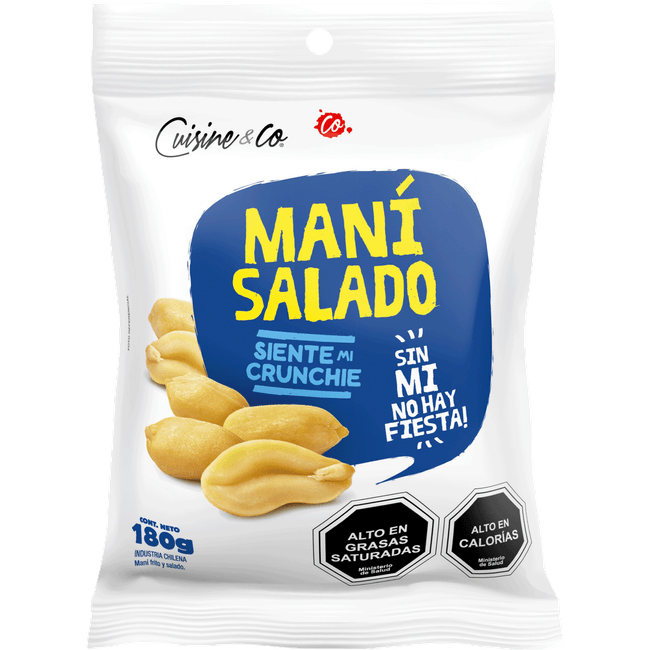 Cuisine & Co®
Co.
MANÍ
SALADO
SIENTE MI
CRUNCHIE
SIN
MI
NO HAY
FIESTA!
CONT. NETO
180g
INDUSTRIA CHILENA
Maní frito y salado.
ALTO EN
GRASAS
SATURADAS
Ministerio
de Salud
ALTO EN
CALORÍAS
Ministerio
de Salud